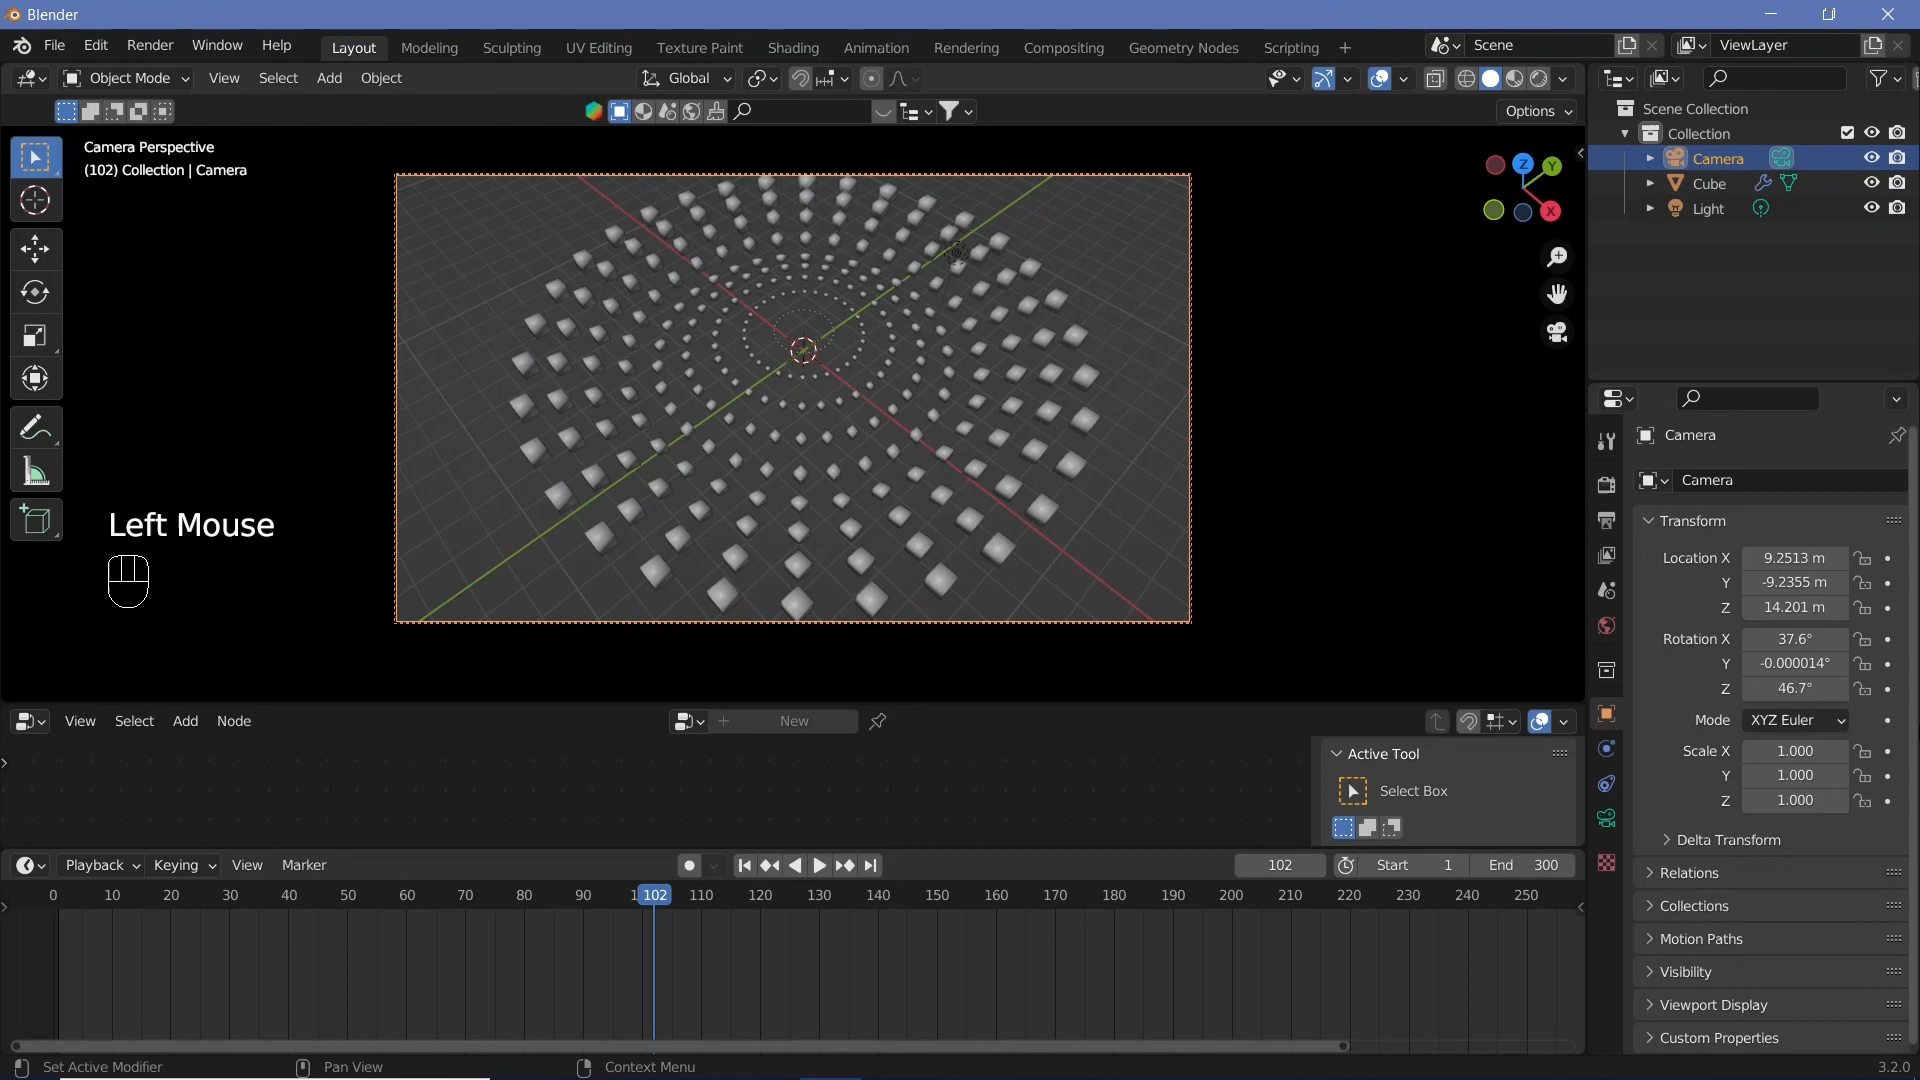 Blender
File Edit Render Window Help Layout Modeling Sculpting UV Editing Texture Paint Shading Animation Rendering Compositing Geometry Nodes Scripting + Scene ViewLayer
Object Mode View Select Add Object Global
Options
Camera Perspective
(102) Collection | Camera
Z Y X
Left Mouse
Scene Collection
Collection
Camera
Cube
Light
Camera
Camera
Transform
Location X 9.2513 m
Y -9.2355 m
Z 14.201 m
Rotation X 37.6°
Y -0.000014°
Z 46.7°
Mode XYZ Euler
Scale X 1.000
Y 1.000
Z 1.000
Delta Transform
Relations
Collections
Motion Paths
Visibility
Viewport Display
Custom Properties
View Select Add Node + New
Active Tool
Select Box
Playback Keying View Marker 102 Start 1 End 300
0 10 20 30 40 50 60 70 80 90 102 110 120 130 140 150 160 170 180 190 200 210 220 230 240 250
Set Active Modifier Pan View Context Menu 3.2.0